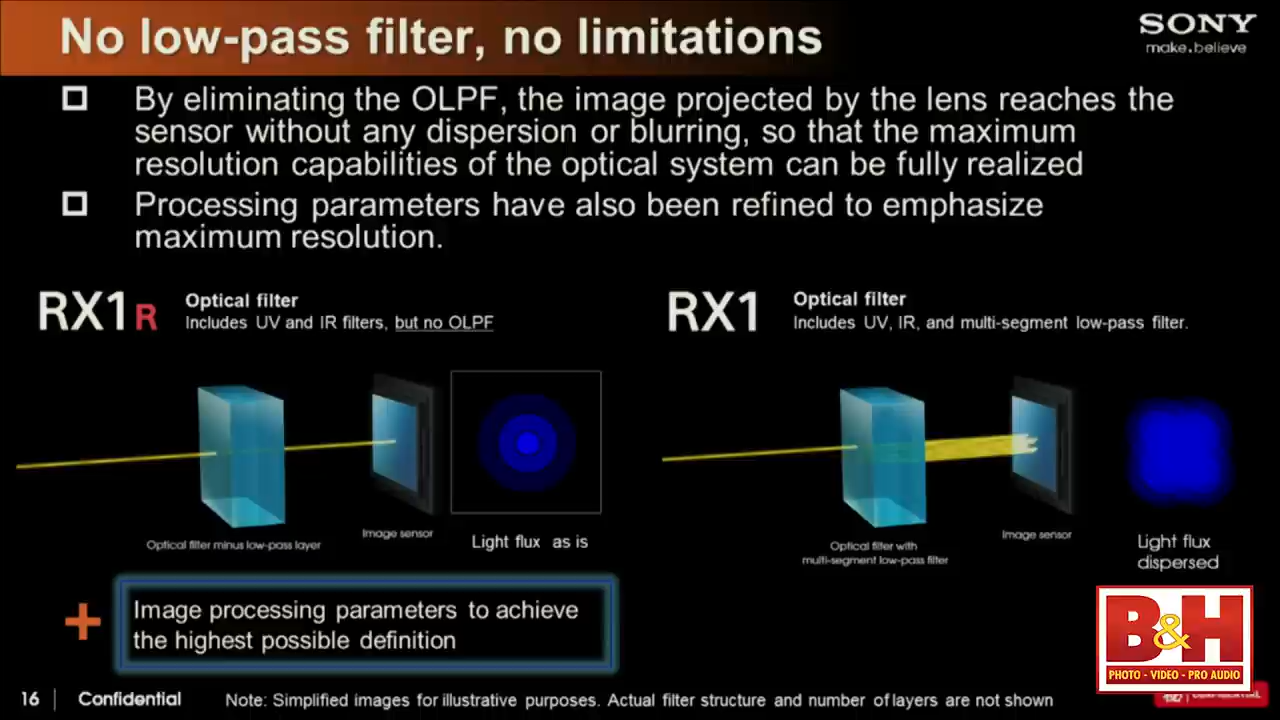 No low-pass filter, no limitations
SONY
make.believe
By eliminating the OLPF, the image projected by the lens reaches the
sensor without any dispersion or blurring, so that the maximum
resolution capabilities of the optical system can be fully realized
Processing parameters have also been refined to emphasize
maximum resolution.
RX1R
Optical filter
Includes UV and IR filters, but no OLPF
RX1
Optical filter
Includes UV, IR, and multi-segment low-pass filter.
Optical filter minus low-pass layer
Image sensor
Light flux as is
Optical filter with
multi-segment low-pass filter
Image sensor
Light flux
dispersed
+
Image processing parameters to achieve
the highest possible definition
B&H
PHOTO - VIDEO - PRO AUDIO
16
Confidential
Note: Simplified images for illustrative purposes. Actual filter structure and number of layers are not shown